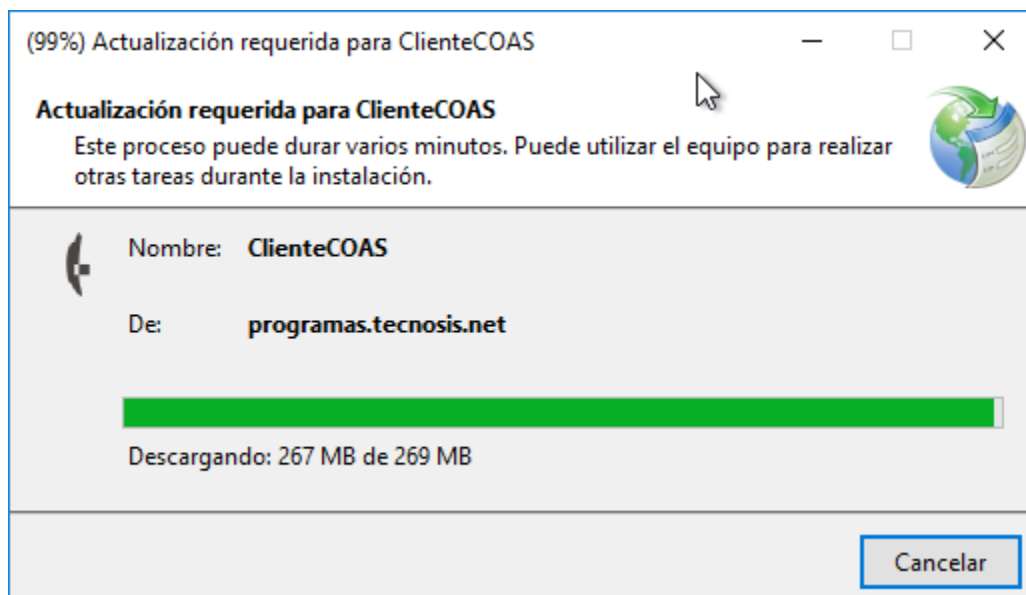 (99%) Actualización requerida para ClienteCOAS
Actualización requerida para ClienteCOAS
Este proceso puede durar varios minutos. Puede utilizar el equipo para realizar
otras tareas durante la instalación.
Nombre: ClienteCOAS
De: programas.tecnosis.net
Descargando: 267 MB de 269 MB
Cancelar